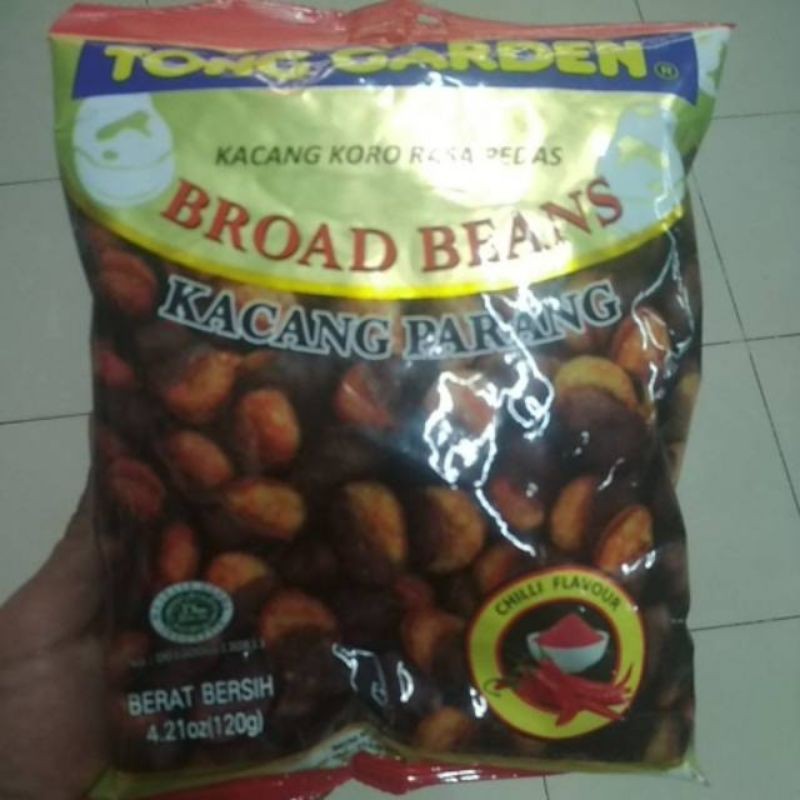 TONG GARDEN ®
KACANG KORO RASA PEDAS
BROAD BEANS
KACANG PARANG
CHILLI FLAVOUR
BERAT BERSIH
4.21oz(120g)